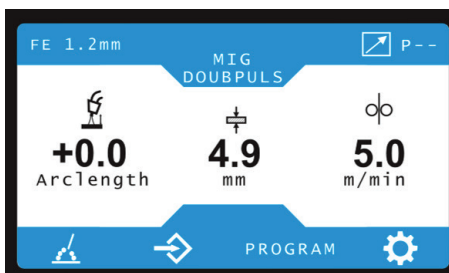 FE 1.2mm
MIG
DOUBPULS
P--
+0.0
Arclength
4.9
mm
5.0
m/min
PROGRAM